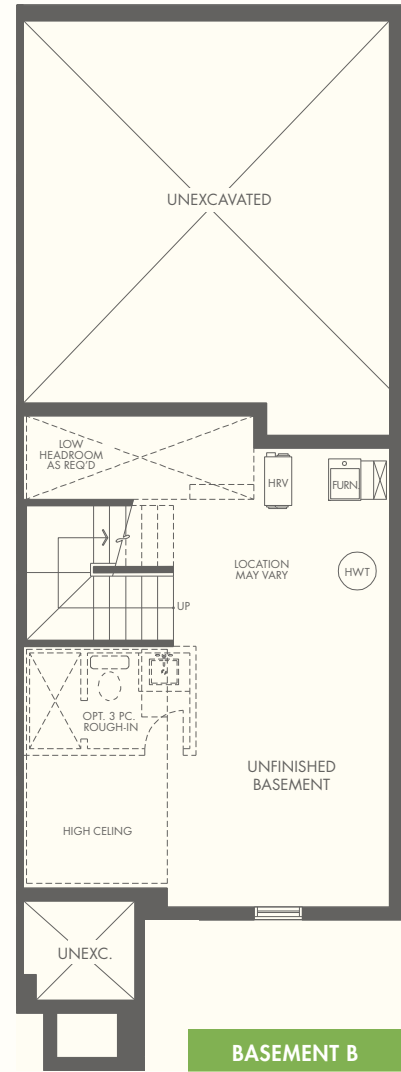 UNEXCAVATED
LOW
HEADROOM
AS REQ'D
HRV
FURN.
LOCATION
MAY VARY
HWT
UP
OPT. 3 PC.
ROUGH-IN
UNFINISHED
BASEMENT
HIGH CELING
UNEXC.
BASEMENT B